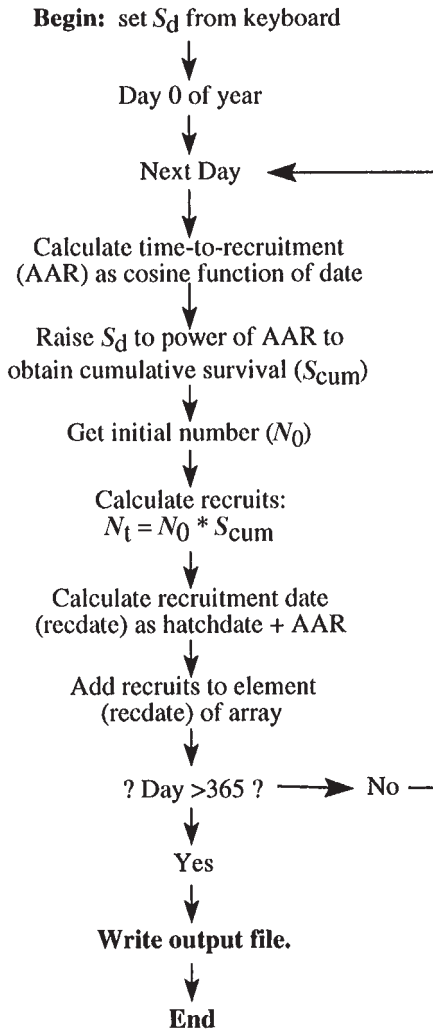 Begin: set Sd from keyboard
Day 0 of year
Next Day
Calculate time-to-recruitment
(AAR) as cosine function of date
Raise Sd to power of AAR to
obtain cumulative survival (Scum)
Get initial number (N0)
Calculate recruits:
Nt = N0 * Scum
Calculate recruitment date
(recdate) as hatchdate + AAR
Add recruits to element
(recdate) of array
? Day >365 ? No
Yes
Write output file.
End